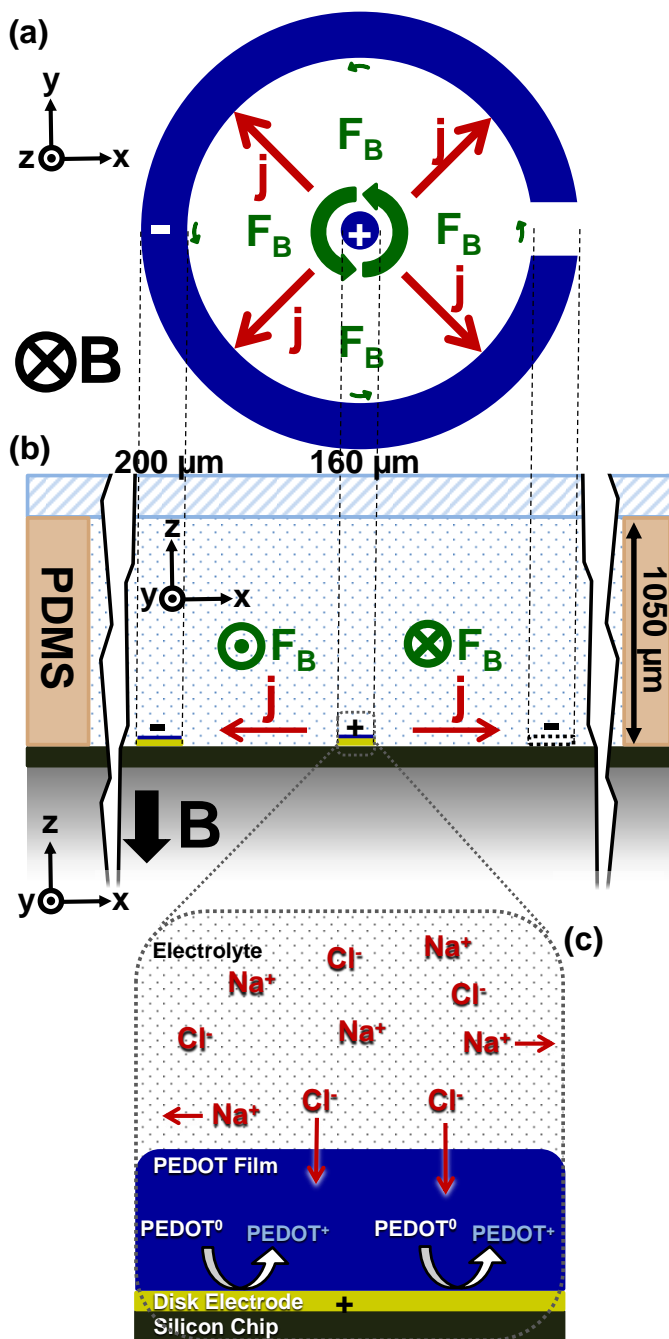 (a)
y
z x
F_B
j j
- F_B + F_B
j j
F_B
B
(b)
200 µm 160 µm
z
y x
PDMS
1050 µm
F_B F_B
j j
- + -
B
z
y x
(c)
Electrolyte
Cl⁻ Na⁺
Na⁺ Cl⁻
Cl⁻ Na⁺ Na⁺
Na⁺ Cl⁻ Cl⁻
PEDOT Film
PEDOT⁰ PEDOT⁺ PEDOT⁰ PEDOT⁺
Disk Electrode +
Silicon Chip